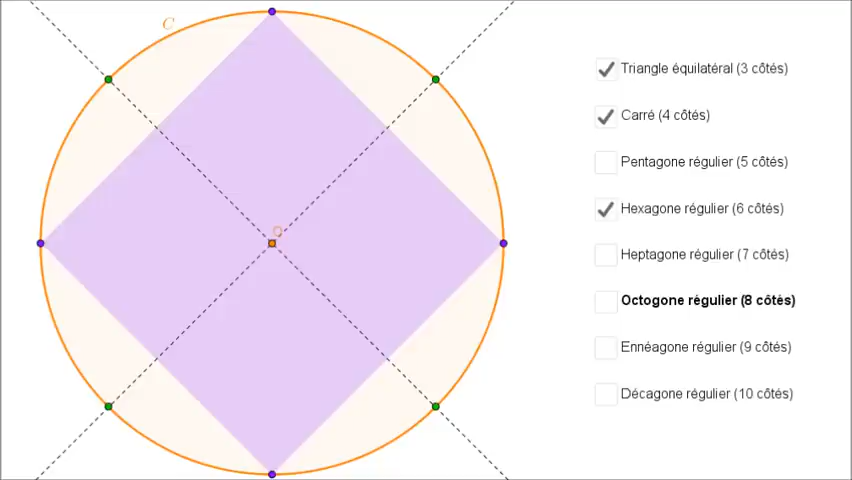 C
O
Triangle équilatéral (3 côtés)
Carré (4 côtés)
Pentagone régulier (5 côtés)
Hexagone régulier (6 côtés)
Heptagone régulier (7 côtés)
Octogone régulier (8 côtés)
Ennéagone régulier (9 côtés)
Décagone régulier (10 côtés)